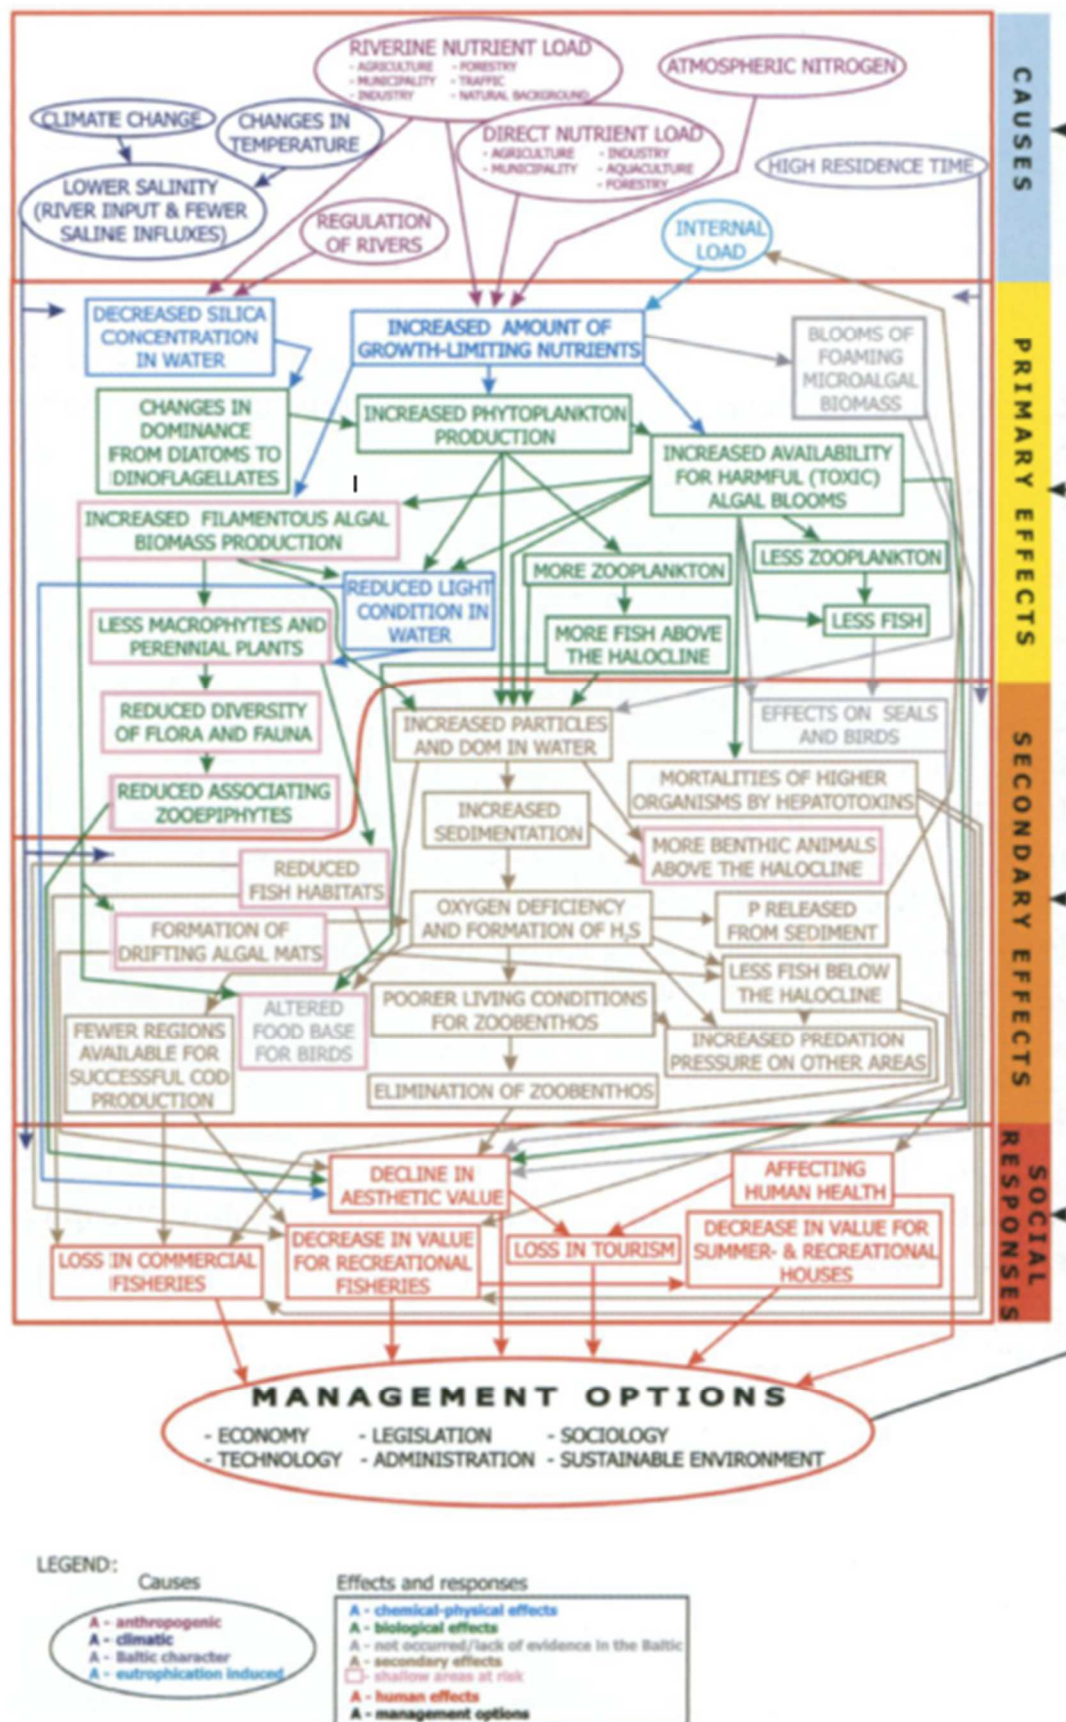 RIVERINE NUTRIENT LOAD
- AGRICULTURE - FORESTRY
- MUNICIPALITY - TRAFFIC
- INDUSTRY - NATURAL BACKGROUND
ATMOSPHERIC NITROGEN
CLIMATE CHANGE
CHANGES IN
TEMPERATURE
DIRECT NUTRIENT LOAD
- AGRICULTURE - INDUSTRY
- MUNICIPALITY - AQUACULTURE
- FORESTRY
HIGH RESIDENCE TIME
LOWER SALINITY
(RIVER INPUT & FEWER
SALINE INFLUXES)
REGULATION
OF RIVERS
INTERNAL
LOAD
CAUSES
DECREASED SILICA
CONCENTRATION
IN WATER
INCREASED AMOUNT OF
GROWTH-LIMITING NUTRIENTS
BLOOMS OF
FOAMING
MICROALGAL
BIOMASS
CHANGES IN
DOMINANCE
FROM DIATOMS TO
DINOFLAGELLATES
INCREASED PHYTOPLANKTON
PRODUCTION
INCREASED AVAILABILITY
FOR HARMFUL (TOXIC)
ALGAL BLOOMS
INCREASED FILAMENTOUS ALGAL
BIOMASS PRODUCTION
REDUCED LIGHT
CONDITION IN
WATER
MORE ZOOPLANKTON
LESS ZOOPLANKTON
LESS MACROPHYTES AND
PERENNIAL PLANTS
MORE FISH ABOVE
THE HALOCLINE
LESS FISH
PRIMARY EFFECTS
REDUCED DIVERSITY
OF FLORA AND FAUNA
INCREASED PARTICLES
AND DOM IN WATER
EFFECTS ON SEALS
AND BIRDS
REDUCED ASSOCIATING
ZOOEPIPHYTES
INCREASED
SEDIMENTATION
MORTALITIES OF HIGHER
ORGANISMS BY HEPATOTOXINS
MORE BENTHIC ANIMALS
ABOVE THE HALOCLINE
REDUCED
FISH HABITATS
FORMATION OF
DRIFTING ALGAL MATS
OXYGEN DEFICIENCY
AND FORMATION OF H₂S
P RELEASED
FROM SEDIMENT
LESS FISH BELOW
THE HALOCLINE
ALTERED
FOOD BASE
FOR BIRDS
POORER LIVING CONDITIONS
FOR ZOOBENTHOS
FEWER REGIONS
AVAILABLE FOR
SUCCESSFUL COD
PRODUCTION
INCREASED PREDATION
PRESSURE ON OTHER AREAS
ELIMINATION OF ZOOBENTHOS
SECONDARY EFFECTS
DECLINE IN
AESTHETIC VALUE
AFFECTING
HUMAN HEALTH
LOSS IN COMMERCIAL
FISHERIES
DECREASE IN VALUE
FOR RECREATIONAL
FISHERIES
LOSS IN TOURISM
DECREASE IN VALUE FOR
SUMMER- & RECREATIONAL
HOUSES
SOCIAL
RESPONSES
MANAGEMENT OPTIONS
- ECONOMY - LEGISLATION - SOCIOLOGY
- TECHNOLOGY - ADMINISTRATION - SUSTAINABLE ENVIRONMENT
LEGEND:
Causes
A - anthropogenic
A - climatic
A - Baltic character
A - eutrophication induced
Effects and responses
A - chemical-physical effects
A - biological effects
A - not occurred/lack of evidence in the Baltic
A - secondary effects
- shallow areas at risk
A - human effects
A - management options